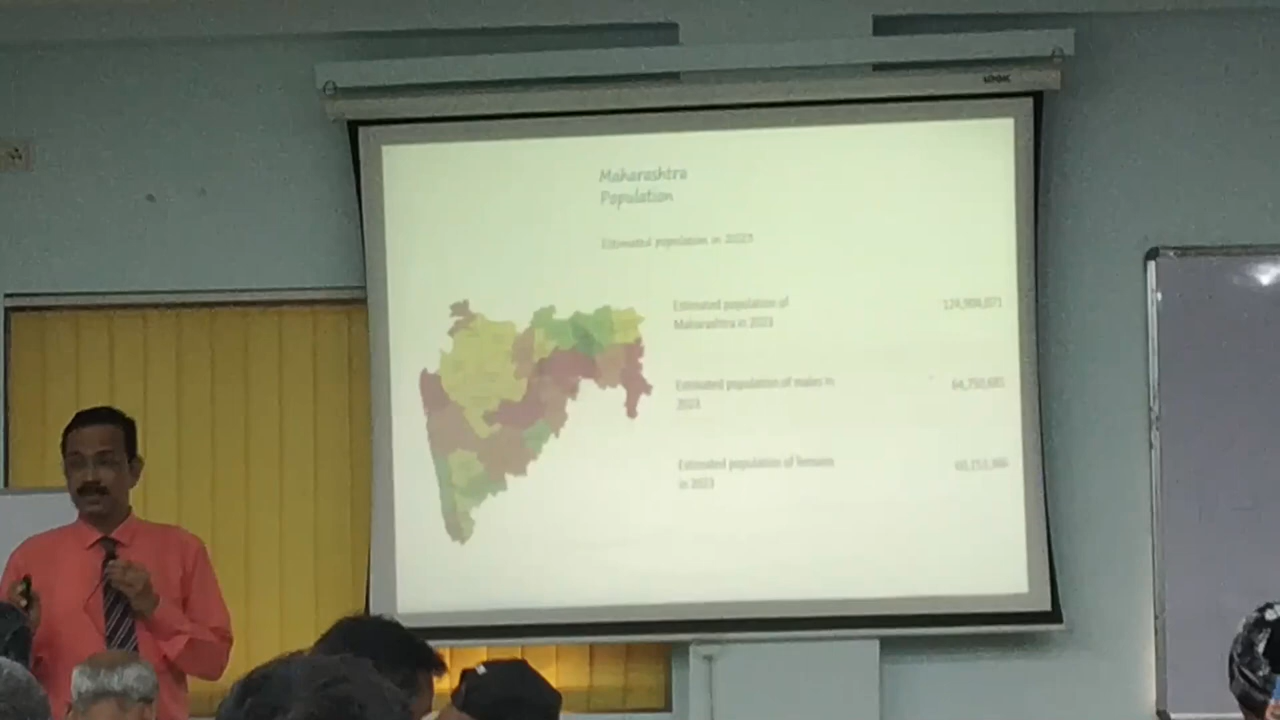 Maharashtra
Population
Estimated population in 2023
Estimated population of
Maharashtra in 2023
Estimated population of males in
2023
Estimated population of females
in 2023